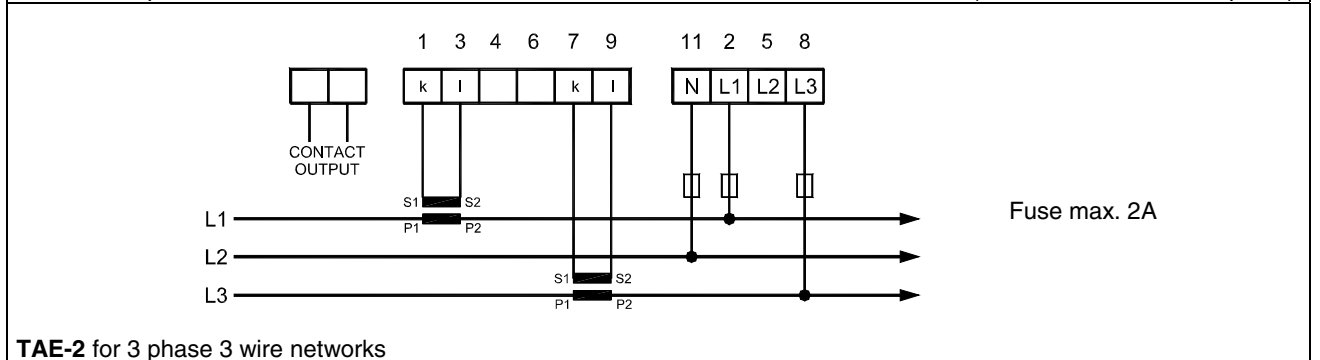 1 3 4 6 7 9 11 2 5 8
k l k l N L1 L2 L3
CONTACT
OUTPUT
S1 S2
L1 P1 P2
Fuse max. 2A
L2
S1 S2
L3 P1 P2
TAE-2 for 3 phase 3 wire networks